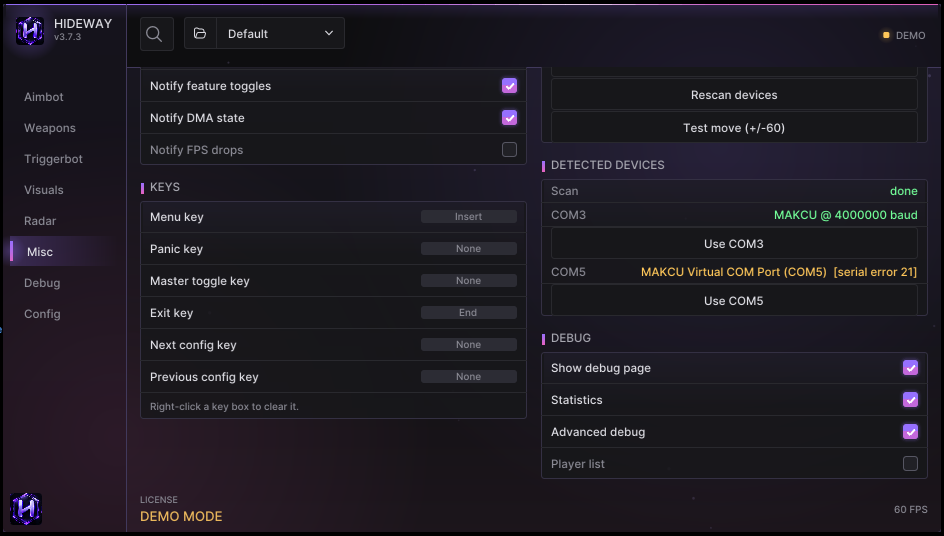 HIDEWAY
v3.7.3
Default
DEMO
Aimbot
Weapons
Triggerbot
Visuals
Radar
Misc
Debug
Config
Notify feature toggles
Notify DMA state
Notify FPS drops
KEYS
Menu key Insert
Panic key None
Master toggle key None
Exit key End
Next config key None
Previous config key None
Right-click a key box to clear it.
Rescan devices
Test move (+/-60)
DETECTED DEVICES
Scan done
COM3 MAKCU @ 4000000 baud
Use COM3
COM5 MAKCU Virtual COM Port (COM5) [serial error 21]
Use COM5
DEBUG
Show debug page
Statistics
Advanced debug
Player list
LICENSE
DEMO MODE
60 FPS